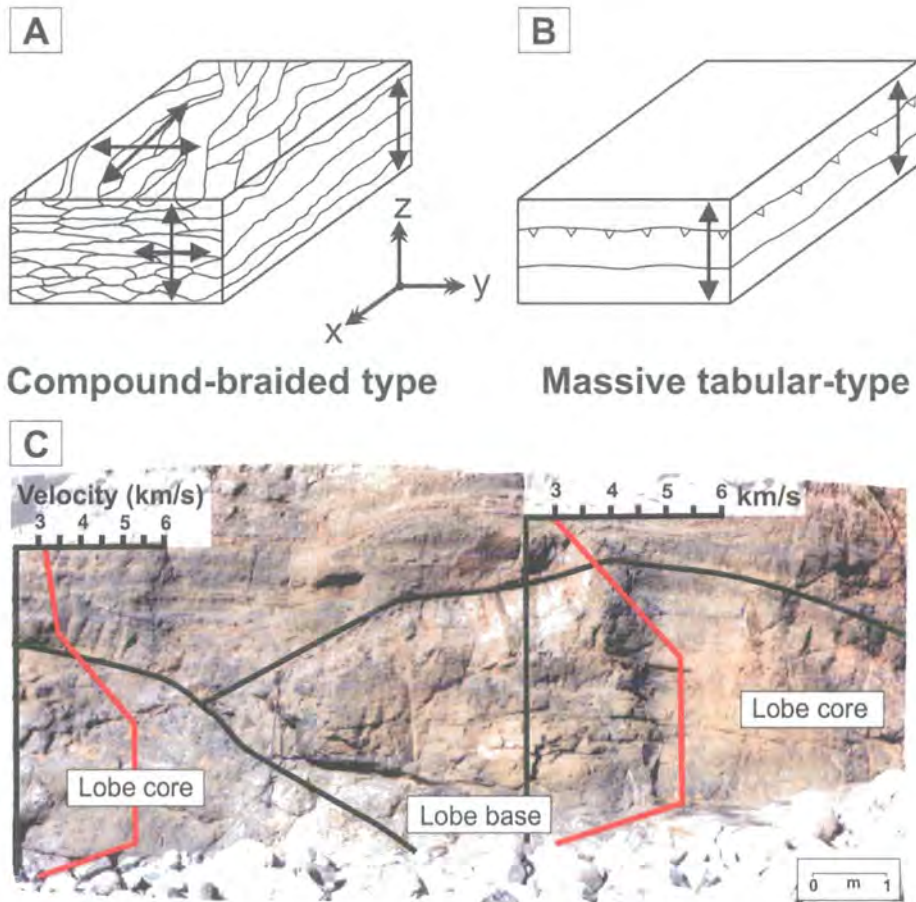 A
B
z
y
x
Compound-braided type
Massive tabular-type
C
Velocity (km/s)
3 4 5 6
3 4 5 6 km/s
Lobe core
Lobe core
Lobe base
0 m 1